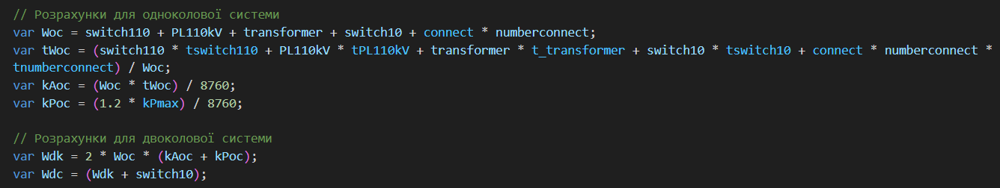 // Розрахунки для одноколової системи
var Woc = switch110 + PL110kV + transformer + switch10 + connect * numberconnect;
var tWoc = (switch110 * tswitch110 + PL110kV * tPL110kV + transformer * t_transformer + switch10 * tswitch10 + connect * numberconnect *
tnumberconnect) / Woc;
var kAoc = (Woc * tWoc) / 8760;
var kPoc = (1.2 * kPmax) / 8760;
// Розрахунки для двоколової системи
var Wdk = 2 * Woc * (kAoc + kPoc);
var Wdc = (Wdk + switch10);